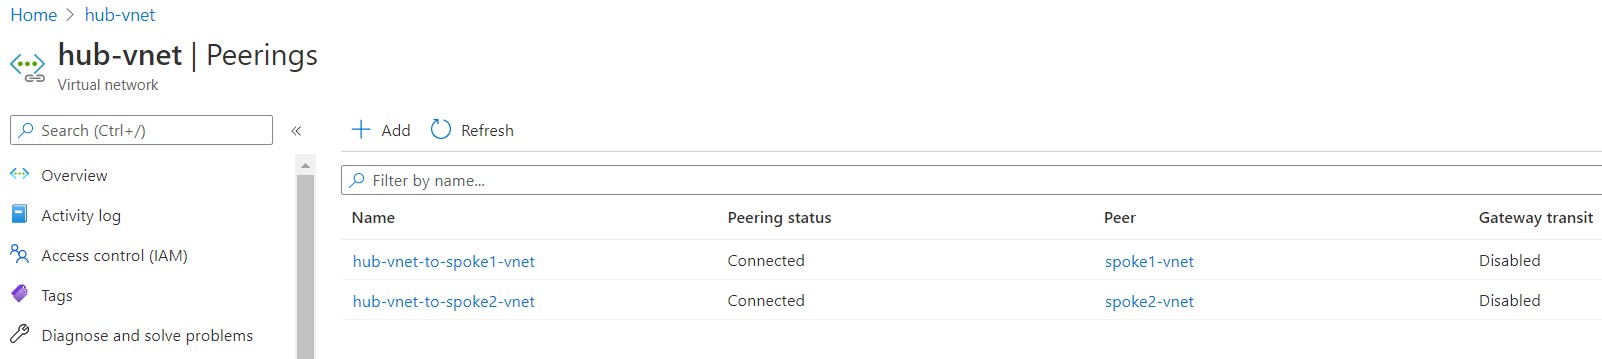 Home > hub-vnet
hub-vnet | Peerings
Virtual network
Search (Ctrl+/)
«
Add
Refresh
Overview
Activity log
Access control (IAM)
Tags
Diagnose and solve problems
Filter by name...
Name Peering status Peer Gateway transit
hub-vnet-to-spoke1-vnet Connected spoke1-vnet Disabled
hub-vnet-to-spoke2-vnet Connected spoke2-vnet Disabled